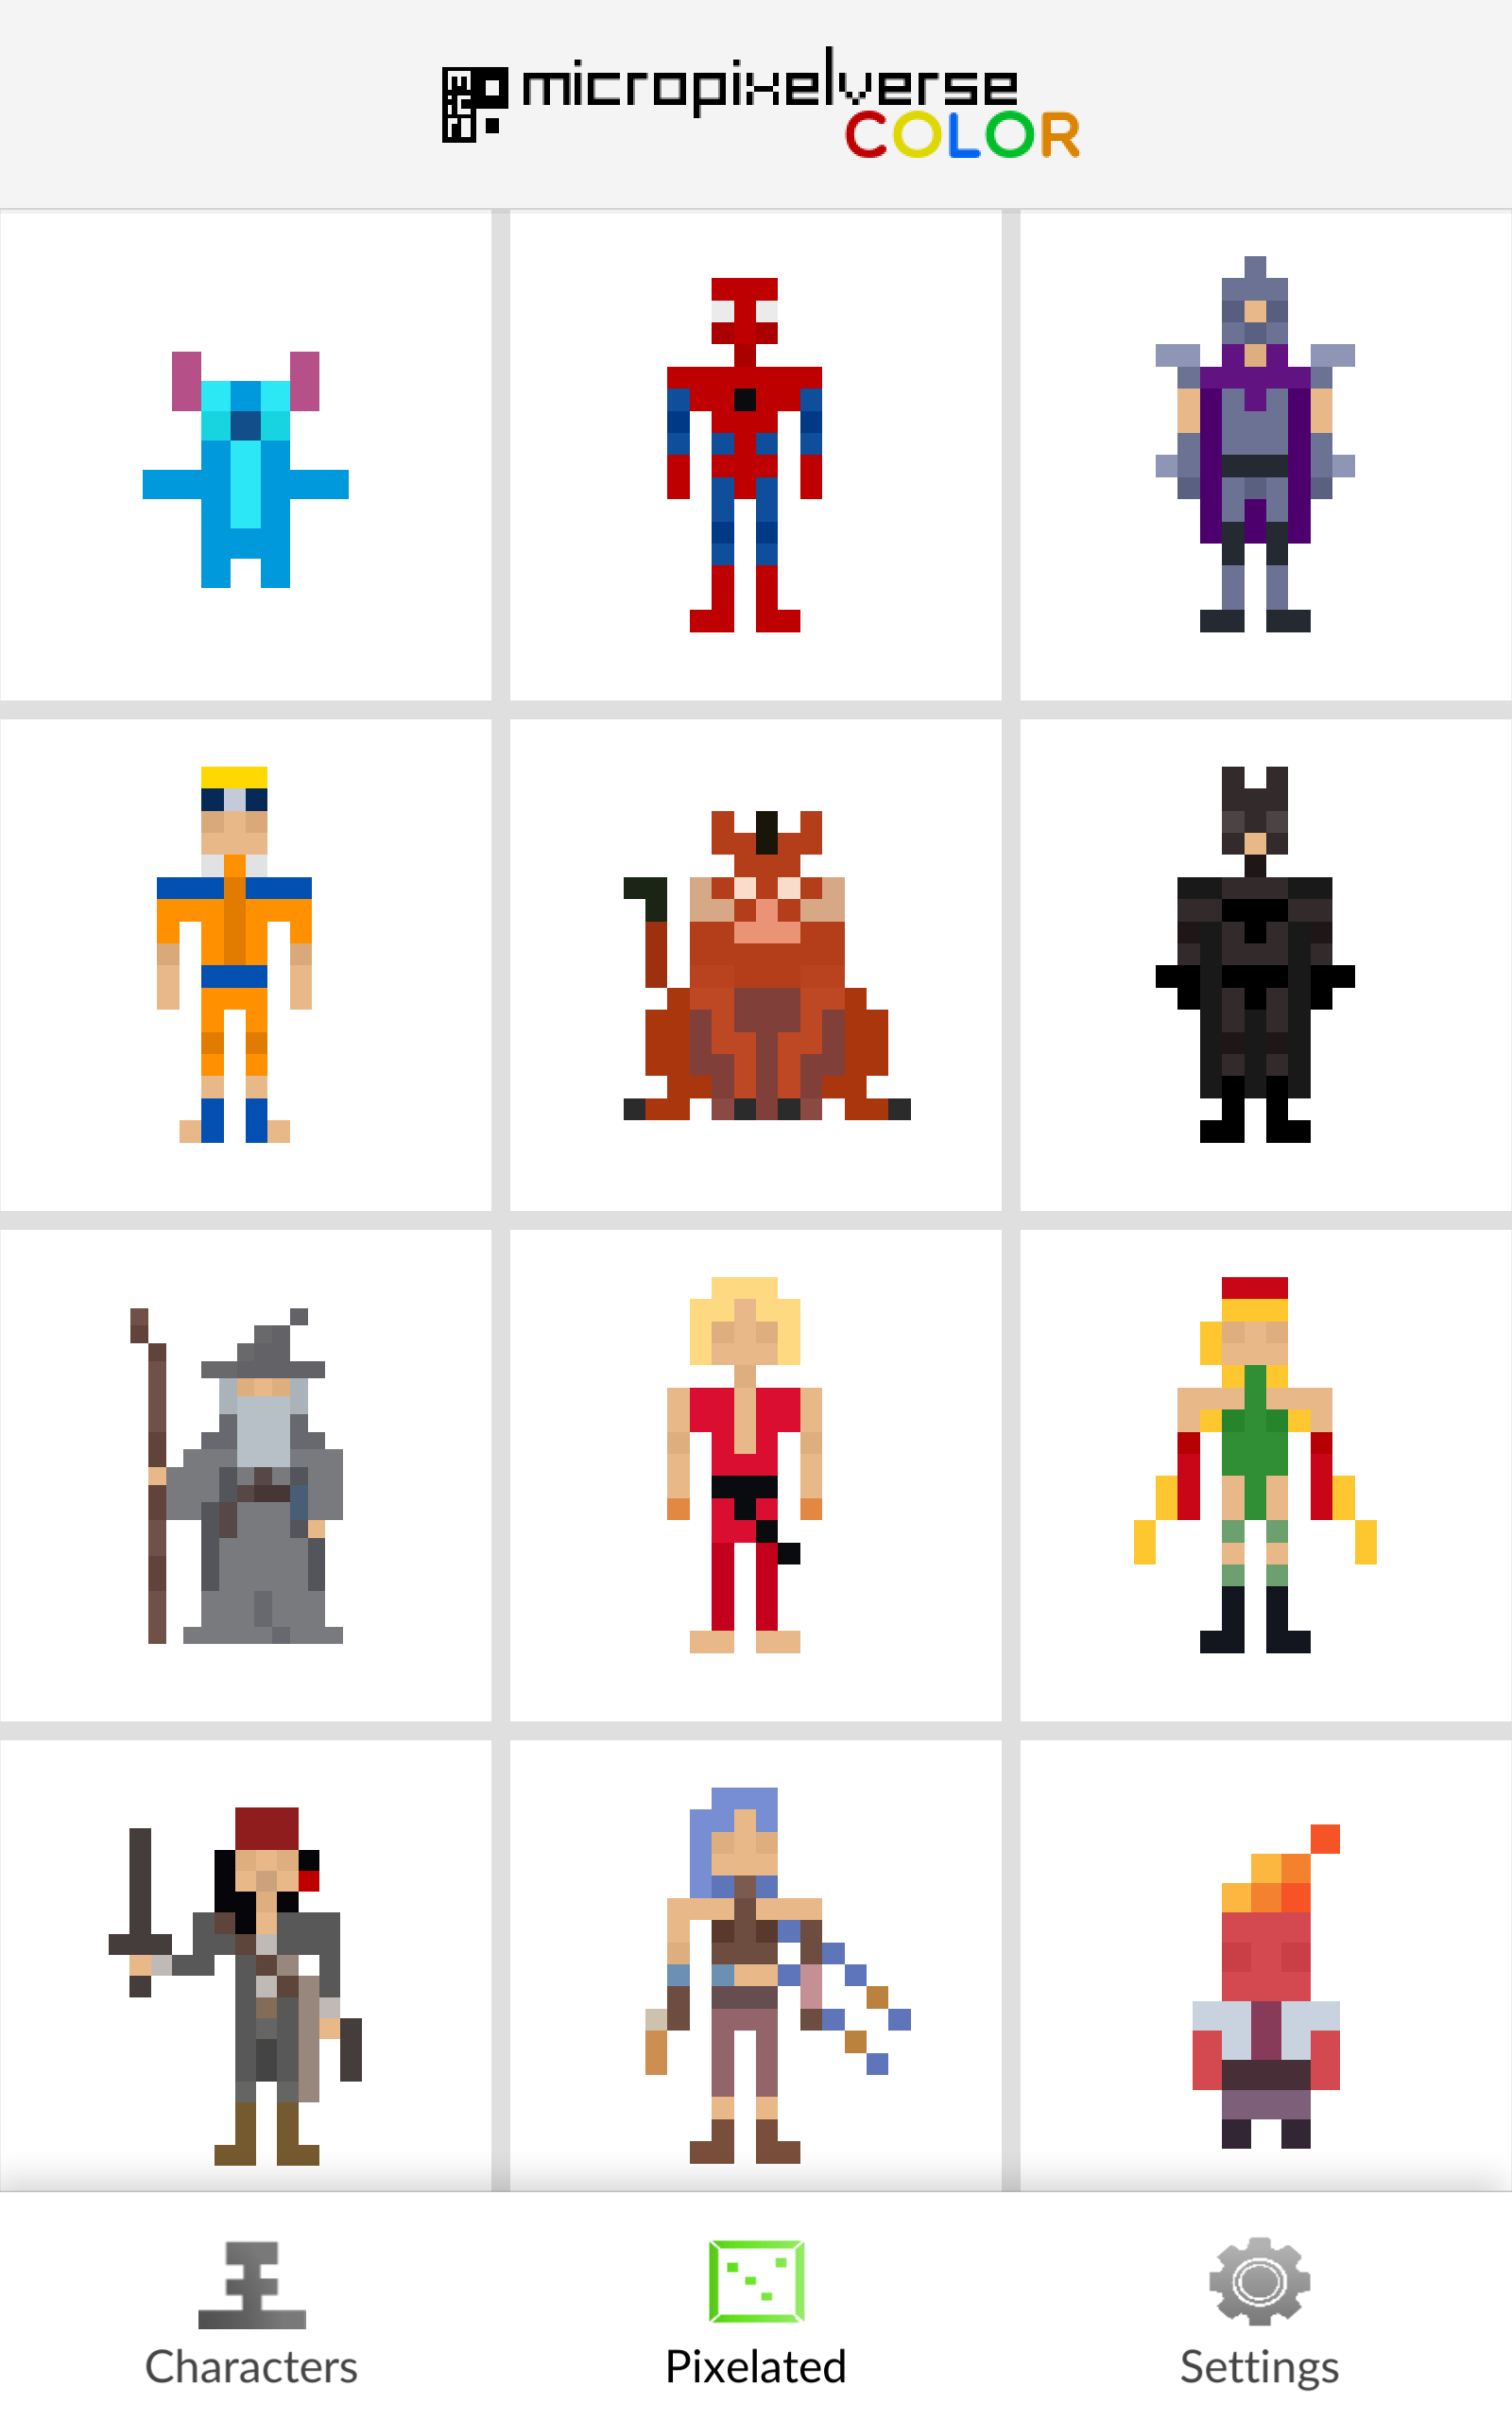 micropixelverse
COLOR
Characters
Pixelated
Settings